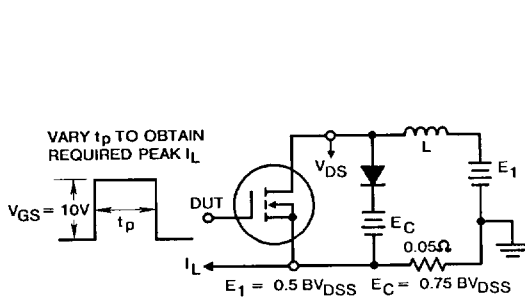 VARY tp TO OBTAIN
REQUIRED PEAK IL
VGS = 10V
tp
DUT
VDS
L
E1
EC
0.05Ω
IL
E1 = 0.5 BVDSS EC = 0.75 BVDSS